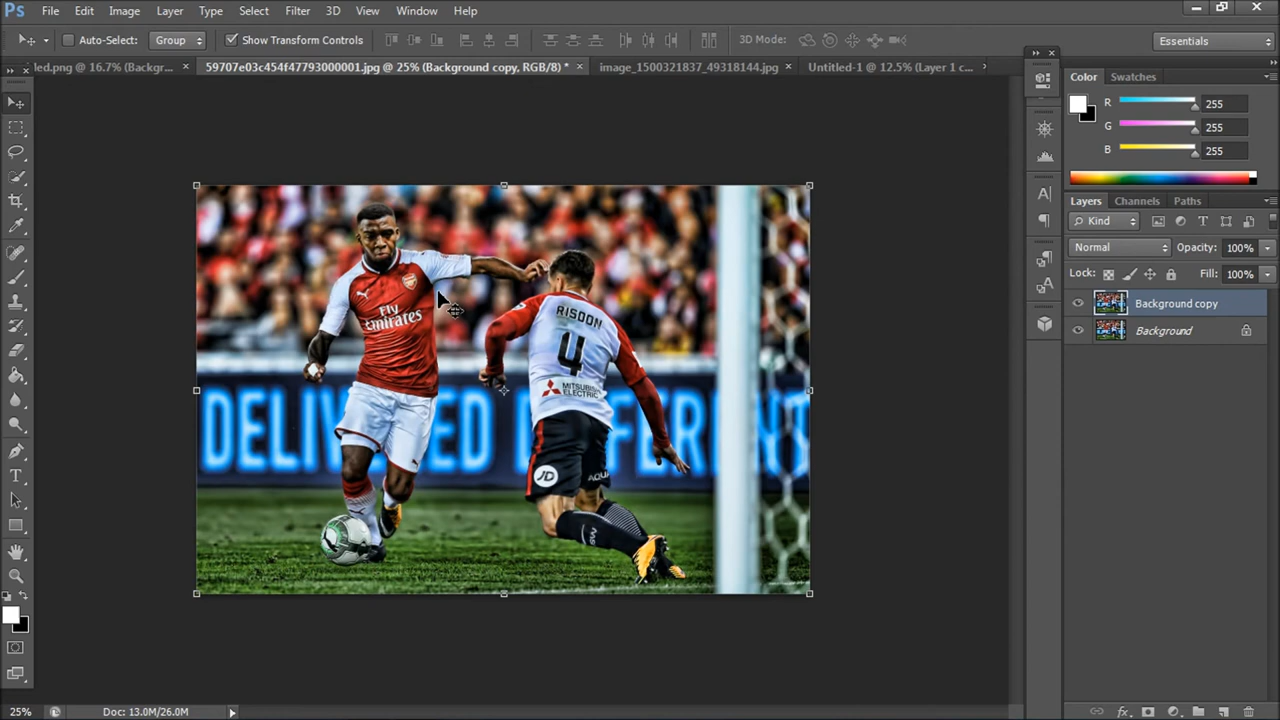 Ps File Edit Image Layer Type Select Filter 3D View Window Help
Auto-Select: Group Show Transform Controls 3D Mode: Essentials
led.png @ 16.7% (Backgr... × 59707e03c454f47793000001.jpg @ 25% (Background copy, RGB/8) * × image_1500321837_49318144.jpg × Untitled-1 @ 12.5% (Layer 1 c... ×
Color Swatches
R 255
G 255
B 255
Layers Channels Paths
Kind
Normal Opacity: 100%
Lock: Fill: 100%
Background copy
Background
Fly
Emirates
RISDON
4
MITSUBISHI
ELECTRIC
DELIVERED DIFFERENT
JD
25% Doc: 13.0M/26.0M